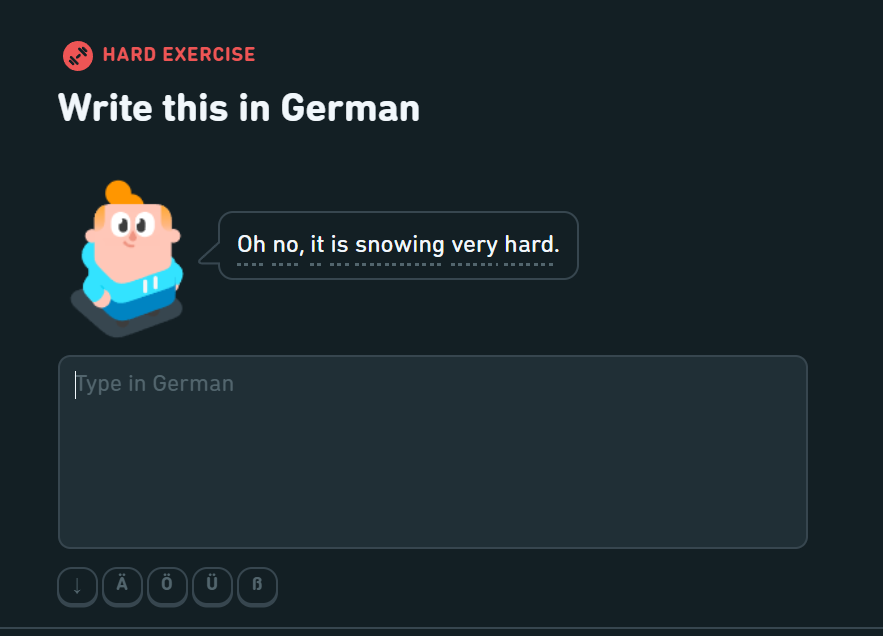 HARD EXERCISE
Write this in German
Oh no, it is snowing very hard.
Type in German
↓ Ä Ö Ü ß